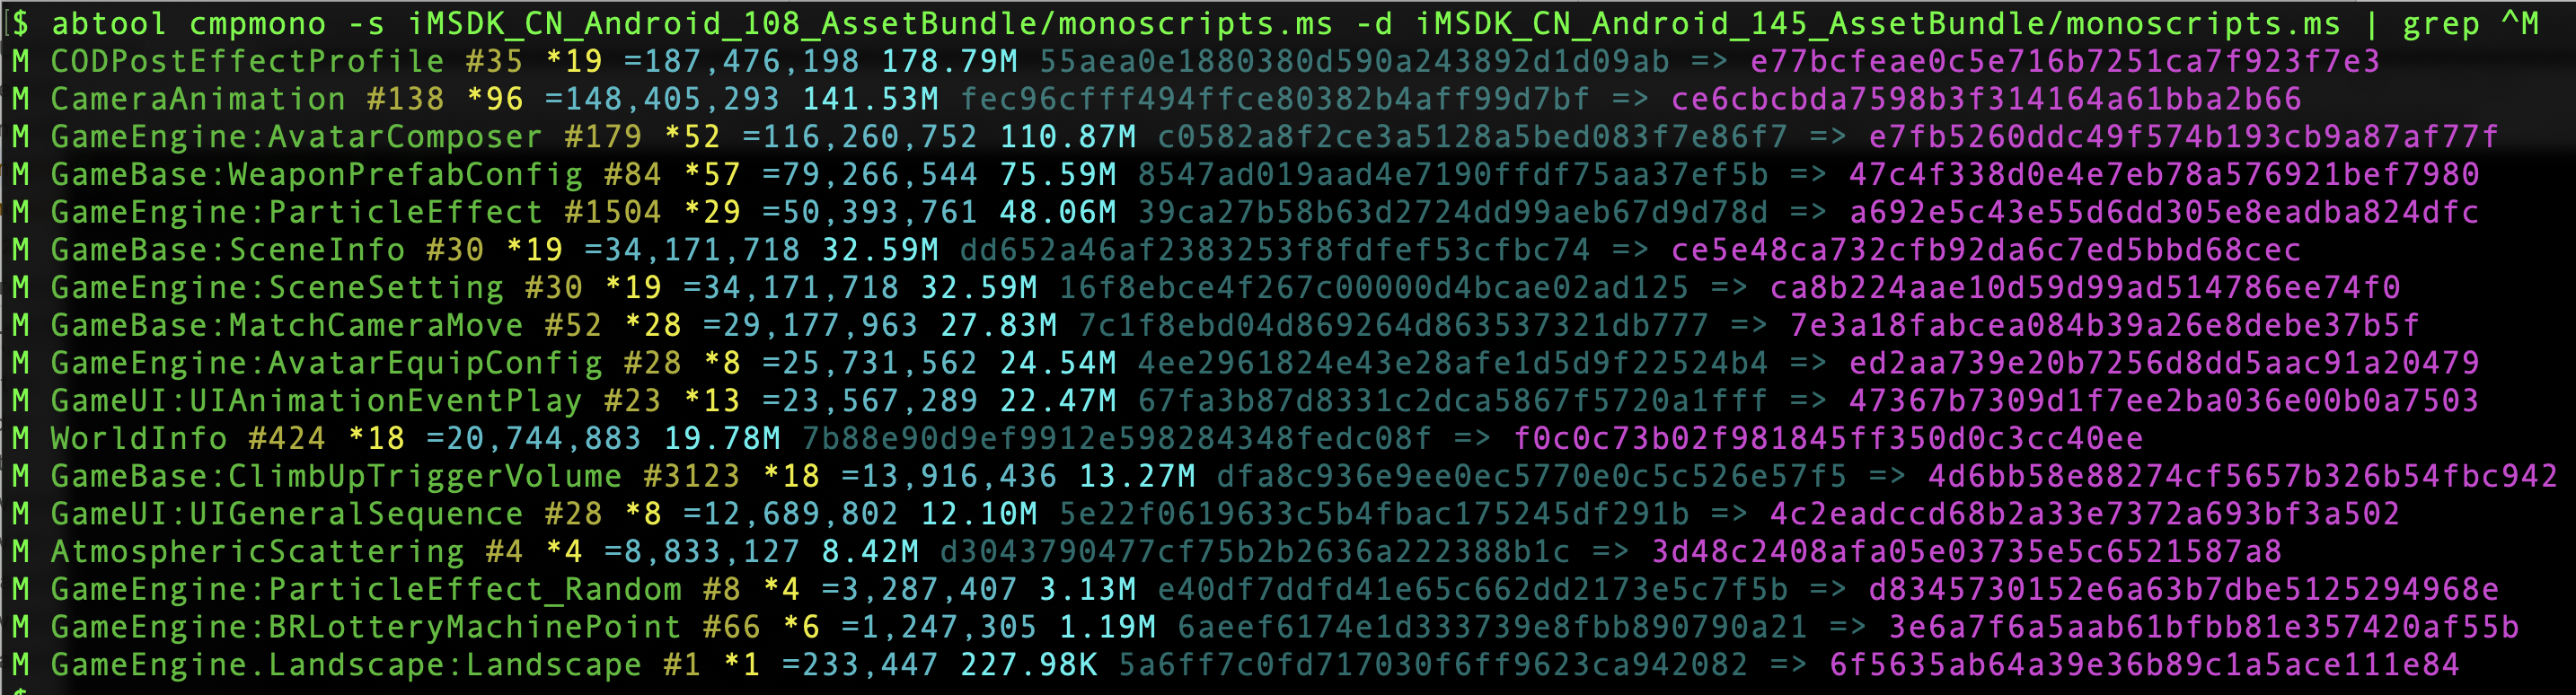 $ abtool cmpmono -s iMSDK_CN_Android_108_AssetBundle/monoscripts.ms -d iMSDK_CN_Android_145_AssetBundle/monoscripts.ms | grep ^M
M CODPostEffectProfile #35 *19 =187,476,198 178.79M 55aea0e1880380d590a243892d1d09ab => e77bcfeae0c5e716b7251ca7f923f7e3
M CameraAnimation #138 *96 =148,405,293 141.53M fec96cfff494ffce80382b4aff99d7bf => ce6cbcbda7598b3f314164a61bba2b66
M GameEngine:AvatarComposer #179 *52 =116,260,752 110.87M c0582a8f2ce3a5128a5bed083f7e86f7 => e7fb5260ddc49f574b193cb9a87af77f
M GameBase:WeaponPrefabConfig #84 *57 =79,266,544 75.59M 8547ad019aad4e7190ffdf75aa37ef5b => 47c4f338d0e4e7eb78a576921bef7980
M GameEngine:ParticleEffect #1504 *29 =50,393,761 48.06M 39ca27b58b63d2724dd99aeb67d9d78d => a692e5c43e55d6dd305e8eadba824dfc
M GameBase:SceneInfo #30 *19 =34,171,718 32.59M dd652a46af2383253f8fdfef53cfbc74 => ce5e48ca732cfb92da6c7ed5bbd68cec
M GameEngine:SceneSetting #30 *19 =34,171,718 32.59M 16f8ebce4f267c00000d4bcae02ad125 => ca8b224aae10d59d99ad514786ee74f0
M GameBase:MatchCameraMove #52 *28 =29,177,963 27.83M 7c1f8ebd04d869264d863537321db777 => 7e3a18fabcea084b39a26e8debe37b5f
M GameEngine:AvatarEquipConfig #28 *8 =25,731,562 24.54M 4ee2961824e43e28afe1d5d9f22524b4 => ed2aa739e20b7256d8dd5aac91a20479
M GameUI:UIAnimationEventPlay #23 *13 =23,567,289 22.47M 67fa3b87d8331c2dca5867f5720a1fff => 47367b7309d1f7ee2ba036e00b0a7503
M WorldInfo #424 *18 =20,744,883 19.78M 7b88e90d9ef9912e598284348fedc08f => f0c0c73b02f981845ff350d0c3cc40ee
M GameBase:ClimbUpTriggerVolume #3123 *18 =13,916,436 13.27M dfa8c936e9ee0ec5770e0c5c526e57f5 => 4d6bb58e88274cf5657b326b54fbc942
M GameUI:UIGeneralSequence #28 *8 =12,689,802 12.10M 5e22f0619633c5b4fbac175245df291b => 4c2eadccd68b2a33e7372a693bf3a502
M AtmosphericScattering #4 *4 =8,833,127 8.42M d3043790477cf75b2b2636a222388b1c => 3d48c2408afa05e03735e5c6521587a8
M GameEngine:ParticleEffect_Random #8 *4 =3,287,407 3.13M e40df7ddfd41e65c662dd2173e5c7f5b => d8345730152e6a63b7dbe5125294968e
M GameEngine:BRLotteryMachinePoint #66 *6 =1,247,305 1.19M 6aeef6174e1d333739e8fbb890790a21 => 3e6a7f6a5aab61bfbb81e357420af55b
M GameEngine.Landscape:Landscape #1 *1 =233,447 227.98K 5a6ff7c0fd717030f6ff9623ca942082 => 6f5635ab64a39e36b89c1a5ace111e84